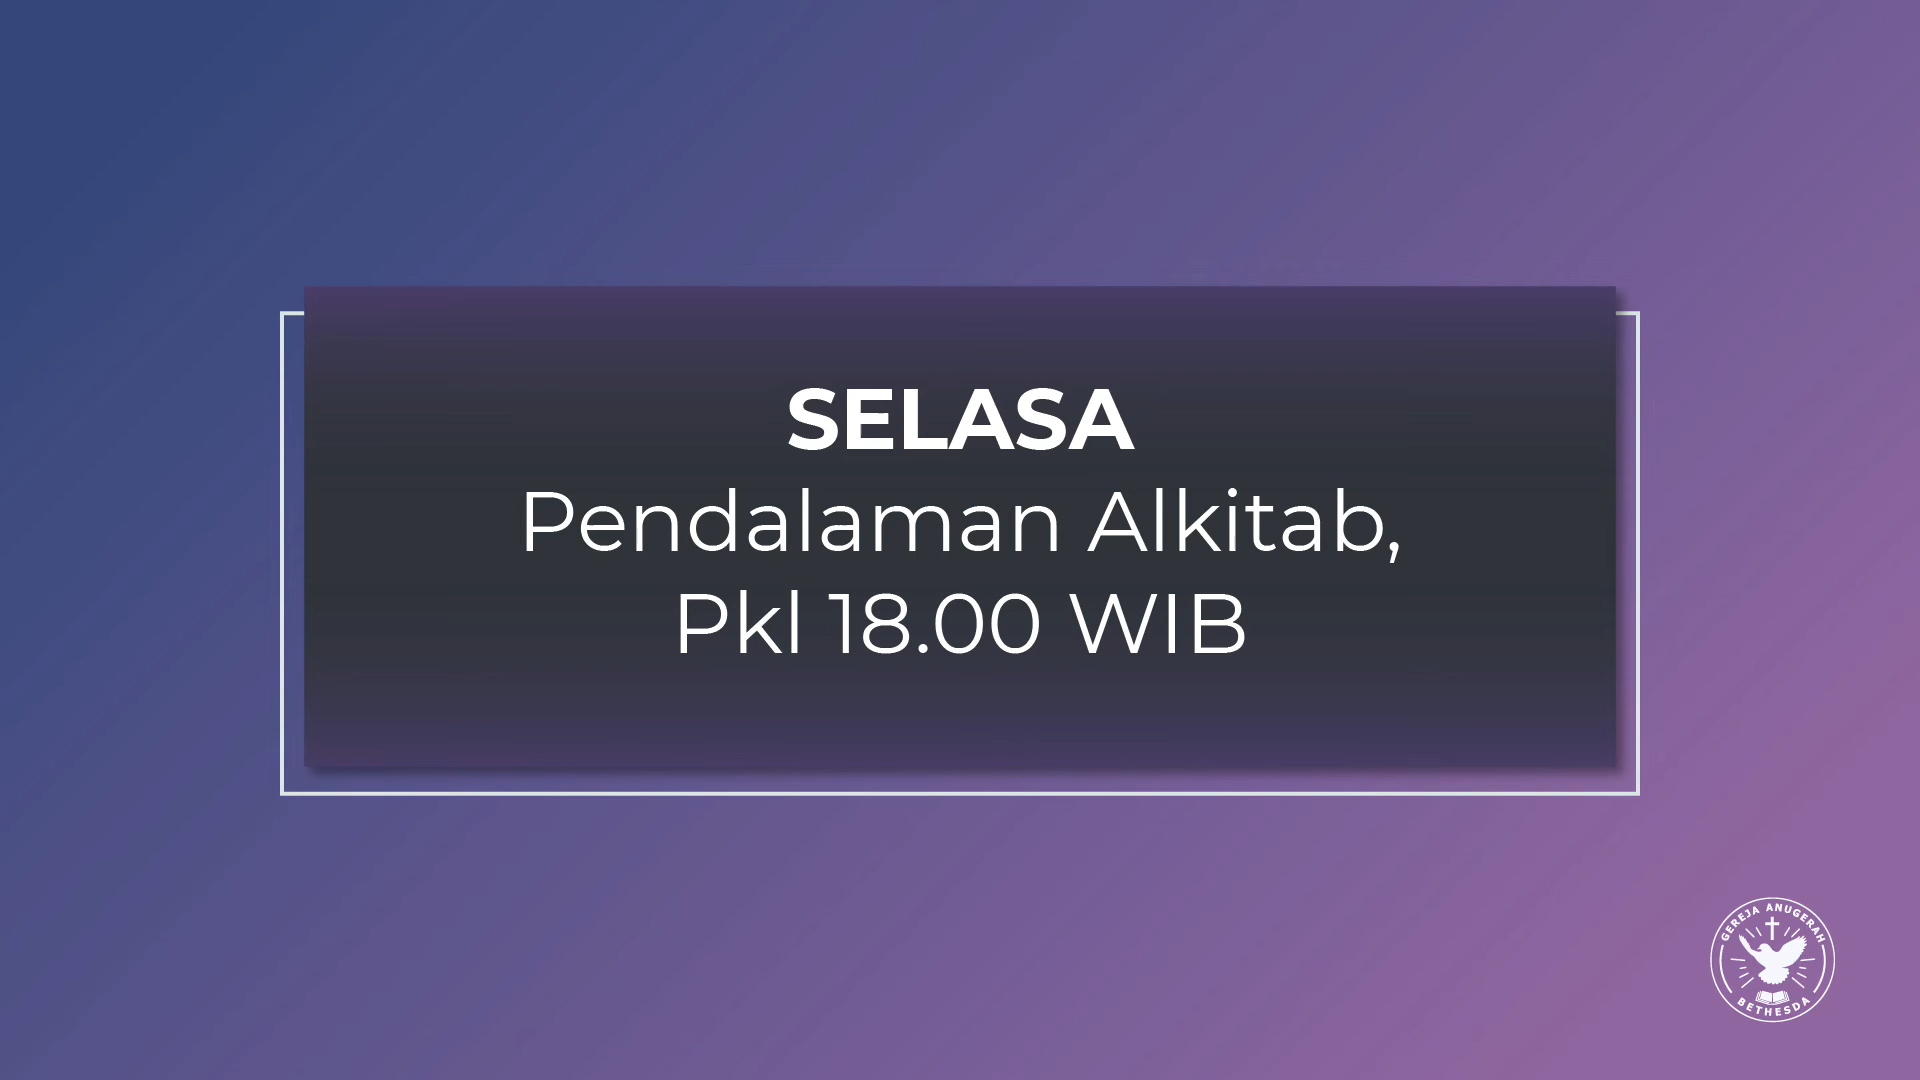 SELASA
Pendalaman Alkitab,
Pkl 18.00 WIB
GEREJA ANUGERAH
BETHESDA